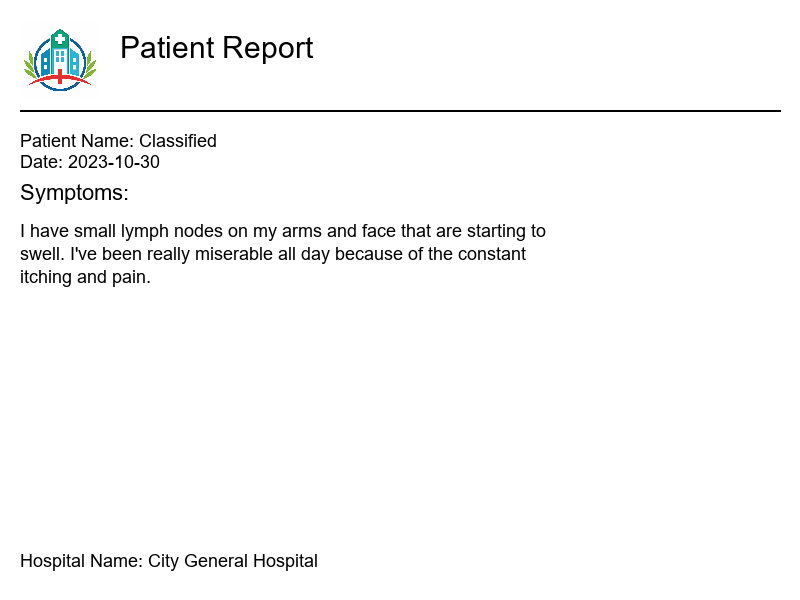 Patient Report
Patient Name: Classified
Date: 2023-10-30
Symptoms:
I have small lymph nodes on my arms and face that are starting to
swell. I've been really miserable all day because of the constant
itching and pain.
Hospital Name: City General Hospital